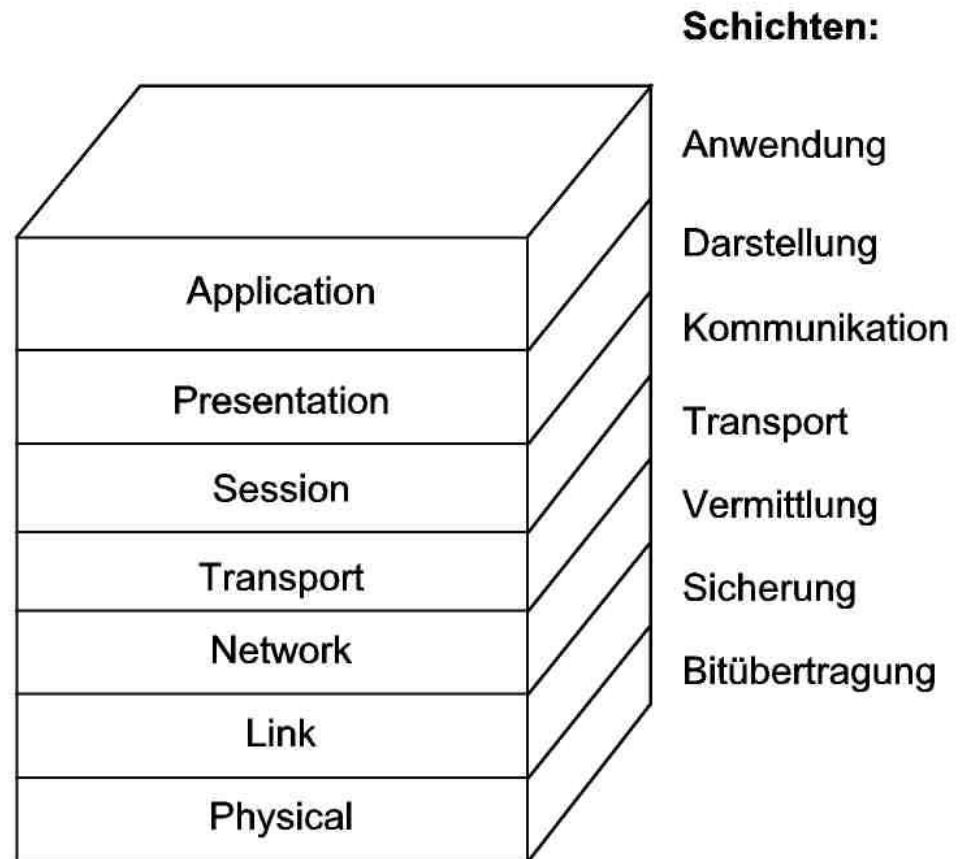 Schichten:
Anwendung
Darstellung
Kommunikation
Transport
Vermittlung
Sicherung
Bitübertragung
Application
Presentation
Session
Transport
Network
Link
Physical